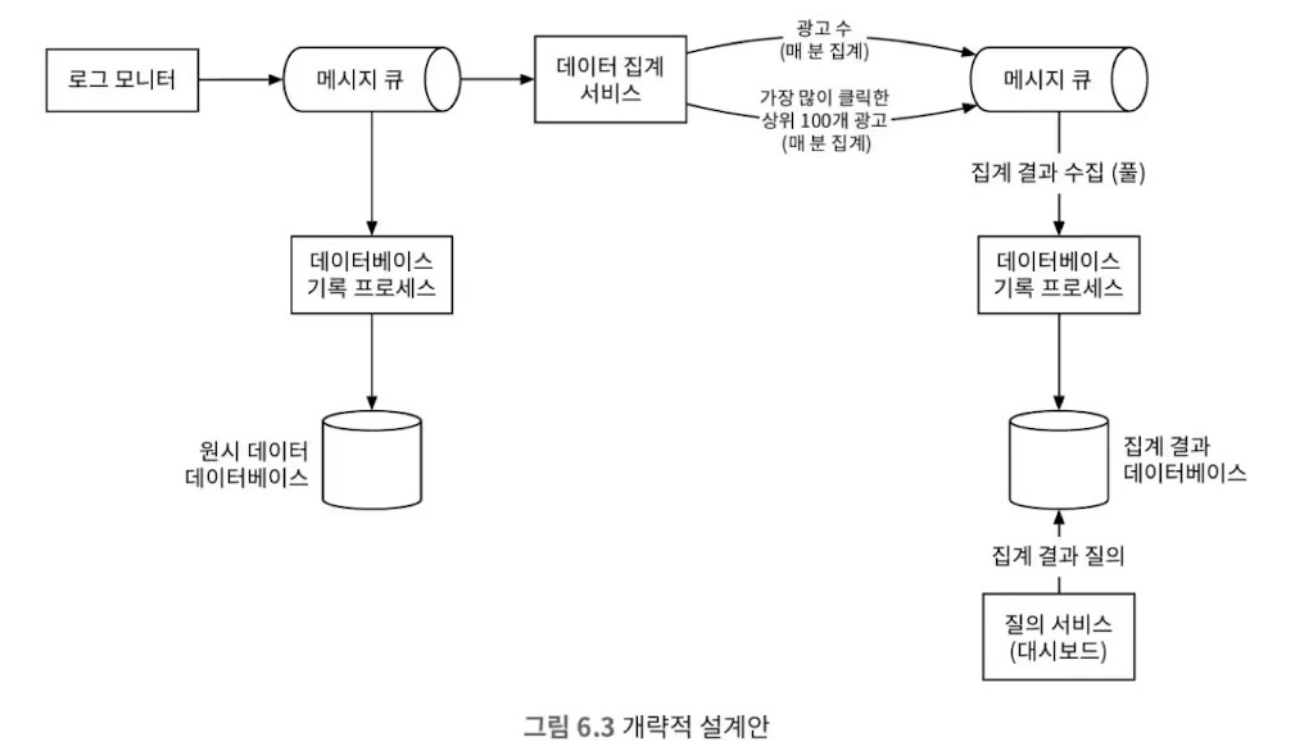 로그 모니터
메시지 큐
데이터 집계
서비스
광고 수
(매 분 집계)
가장 많이 클릭한
상위 100개 광고
(매 분 집계)
메시지 큐
집계 결과 수집 (풀)
데이터베이스
기록 프로세스
데이터베이스
기록 프로세스
원시 데이터
데이터베이스
집계 결과
데이터베이스
집계 결과 질의
질의 서비스
(대시보드)
그림 6.3 개략적 설계안